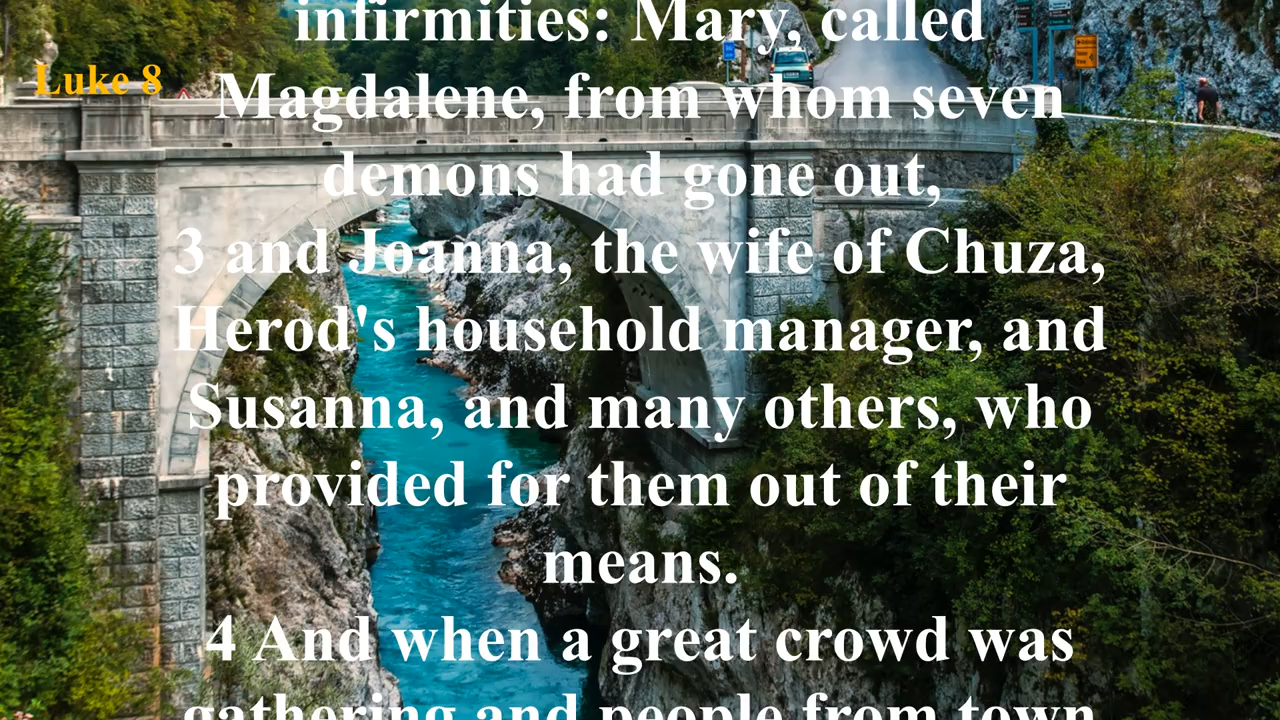 infirmities: Mary, called
Luke 8
Magdalene, from whom seven
demons had gone out,
3 and Joanna, the wife of Chuza,
Herod's household manager, and
Susanna, and many others, who
provided for them out of their
means.
4 And when a great crowd was
gathering and people from town